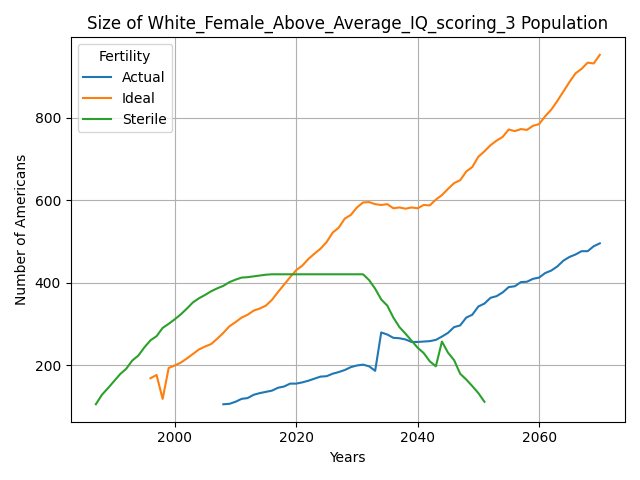 Size of White_Female_Above_Average_IQ_scoring_3 Population
Fertility
Actual
Ideal
Sterile
Number of Americans
800
600
400
200
2000 2020 2040 2060
Years